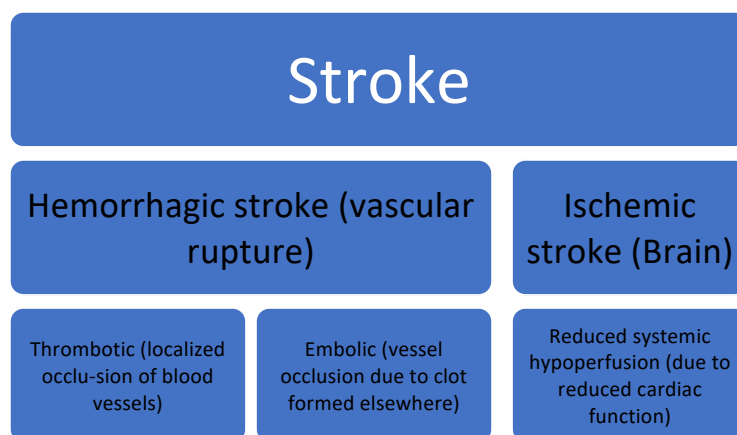 Stroke
Hemorrhagic stroke (vascular
rupture)
Ischemic
stroke (Brain)
Thrombotic (localized
occlu-sion of blood
vessels)
Embolic (vessel
occlusion due to clot
formed elsewhere)
Reduced systemic
hypoperfusion (due to
reduced cardiac
function)